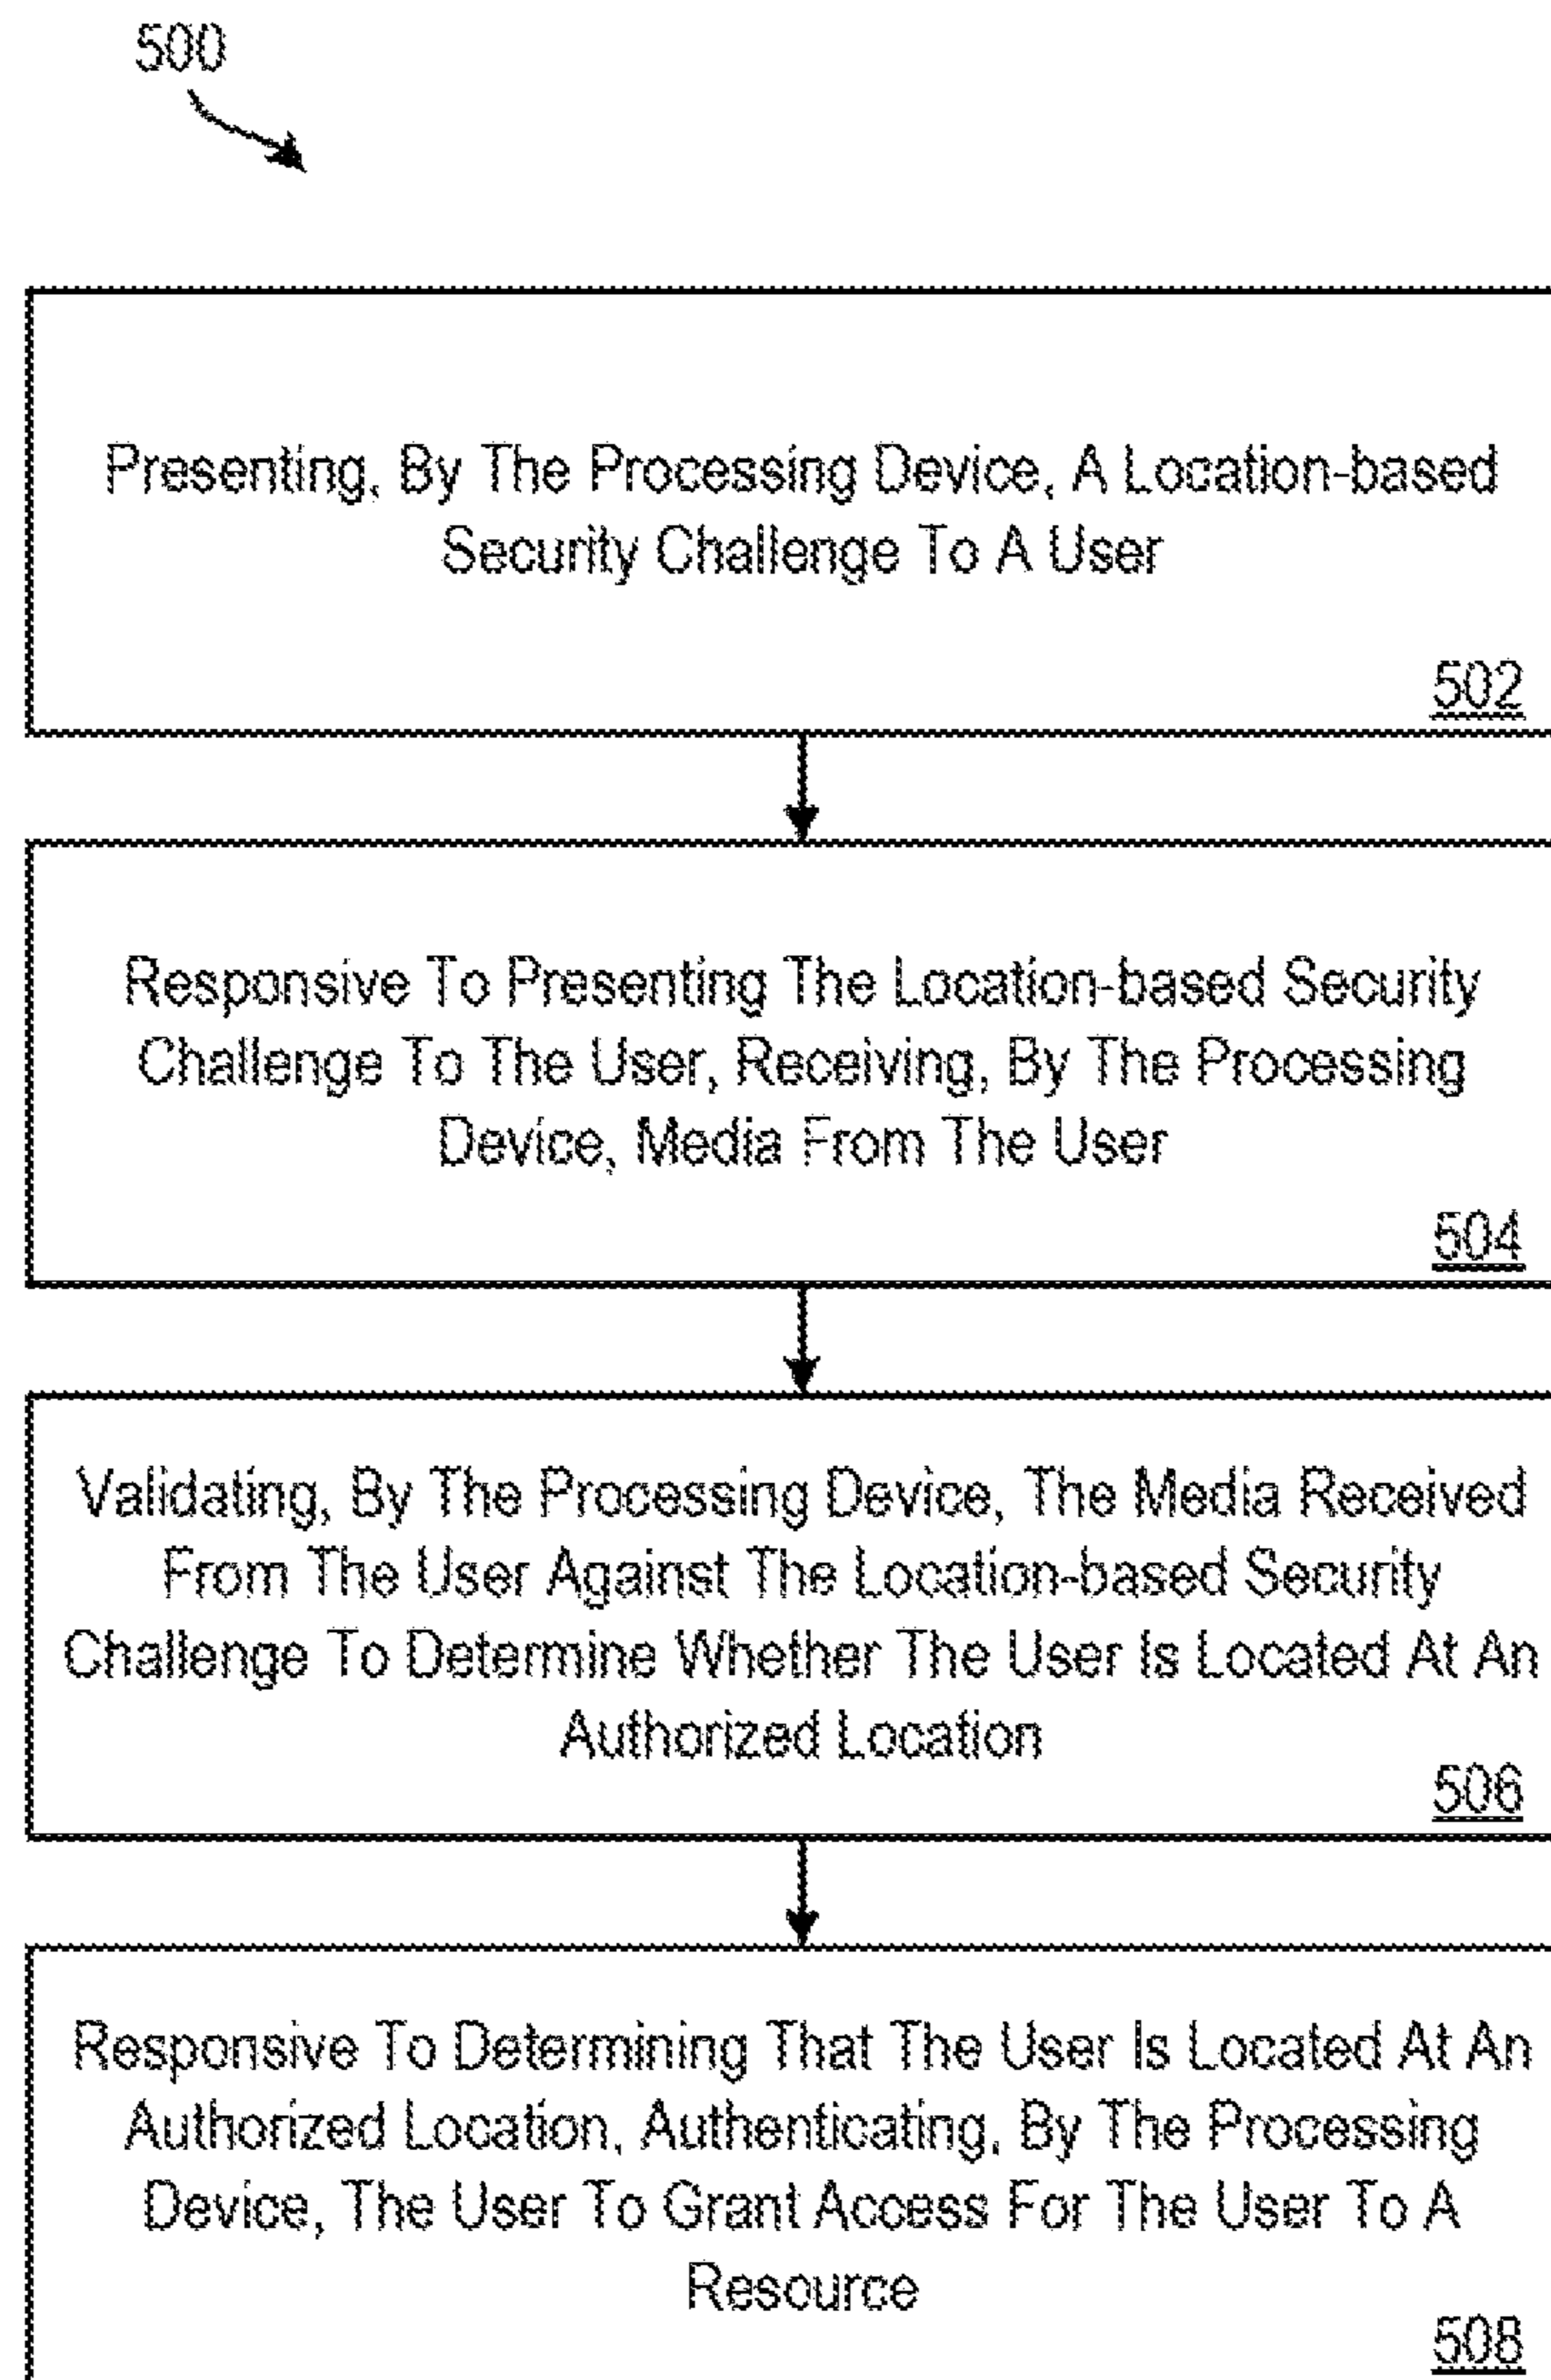 500
Presenting, By The Processing Device, A Location-based
Security Challenge To A User
502
Responsive To Presenting The Location-based Security
Challenge To The User, Receiving, By The Processing
Device, Media From The User
504
Validating, By The Processing Device, The Media Received
From The User Against The Location-based Security
Challenge To Determine Whether The User Is Located At An
Authorized Location
506
Responsive To Determining That The User Is Located At An
Authorized Location, Authenticating, By The Processing
Device, The User To Grant Access For The User To A
Resource
508